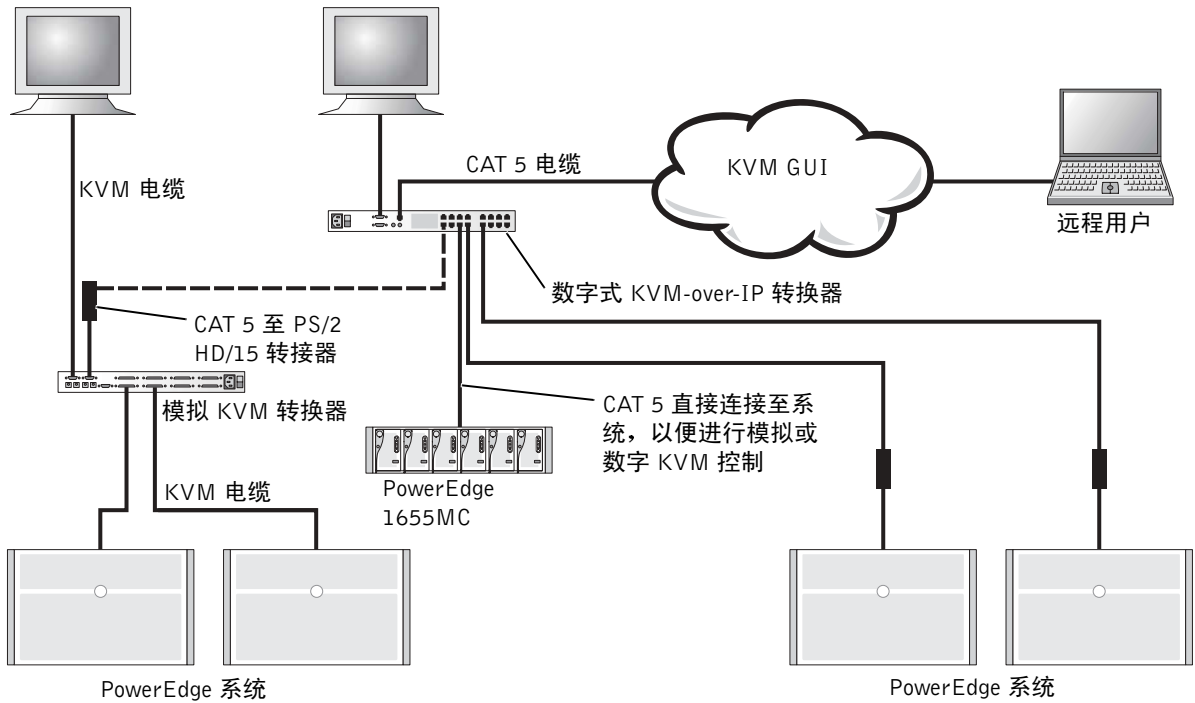 KVM 电缆
CAT 5 电缆
KVM GUI
远程用户
数字式 KVM-over-IP 转换器
CAT 5 至 PS/2
HD/15 转接器
模拟 KVM 转换器
CAT 5 直接连接至系
统，以便进行模拟或
数字 KVM 控制
KVM 电缆
PowerEdge
1655MC
PowerEdge 系统
PowerEdge 系统